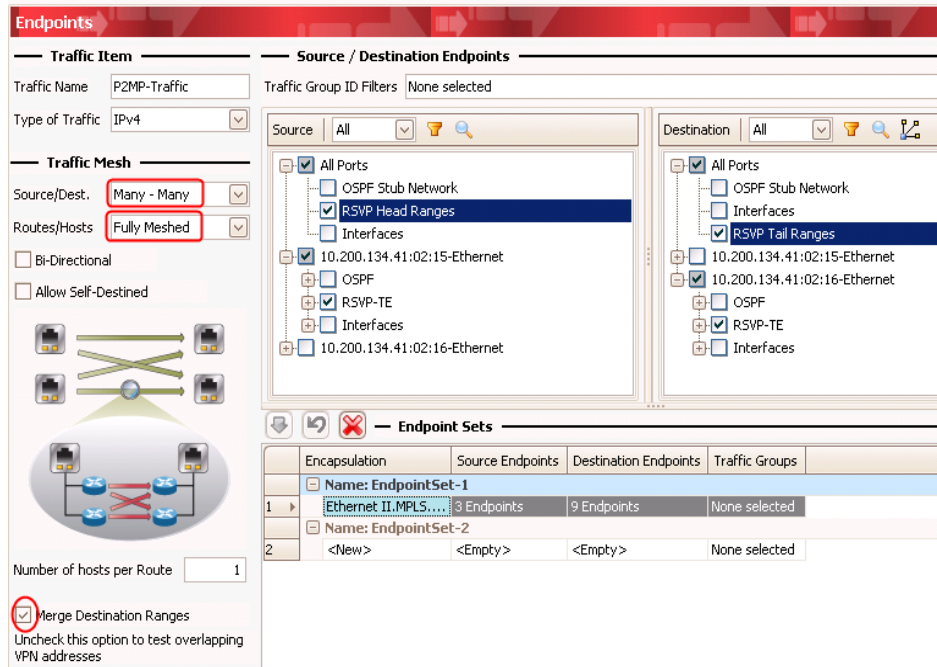 Endpoints
Traffic Item
Traffic Name P2MP-Traffic
Type of Traffic IPv4
Traffic Mesh
Source/Dest. Many - Many
Routes/Hosts Fully Meshed
Bi-Directional
Allow Self-Destined
Number of hosts per Route 1
Merge Destination Ranges
Uncheck this option to test overlapping
VPN addresses
Source / Destination Endpoints
Traffic Group ID Filters None selected
Source All
All Ports
OSPF Stub Network
RSVP Head Ranges
Interfaces
10.200.134.41:02:15-Ethernet
OSPF
RSVP-TE
Interfaces
10.200.134.41:02:16-Ethernet
Destination All
All Ports
OSPF Stub Network
Interfaces
RSVP Tail Ranges
10.200.134.41:02:15-Ethernet
10.200.134.41:02:16-Ethernet
OSPF
RSVP-TE
Interfaces
Endpoint Sets
Encapsulation Source Endpoints Destination Endpoints Traffic Groups
Name: EndpointSet-1
1 Ethernet II.MPLS.... 3 Endpoints 9 Endpoints None selected
Name: EndpointSet-2
2 <New> <Empty> <Empty> None selected